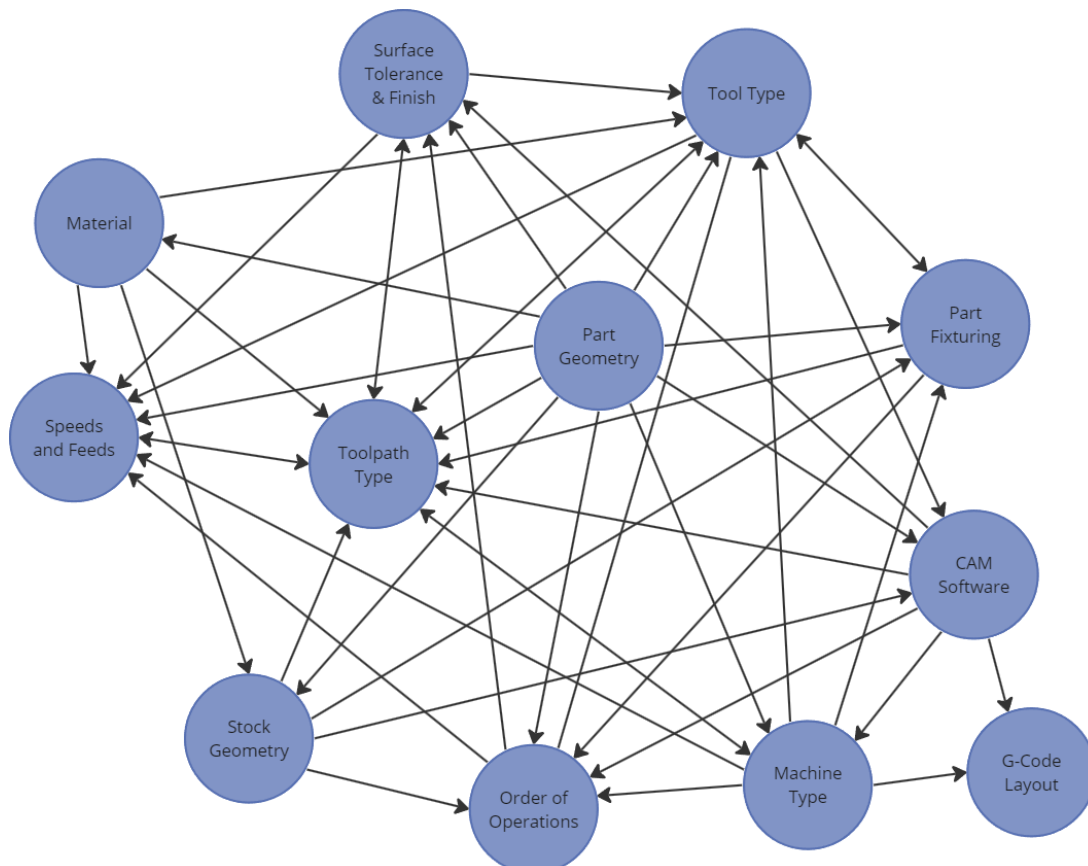 Surface
Tolerance
& Finish
Tool Type
Material
Part
Geometry
Part
Fixturing
Speeds
and Feeds
Toolpath
Type
CAM
Software
Stock
Geometry
Order of
Operations
Machine
Type
G-Code
Layout